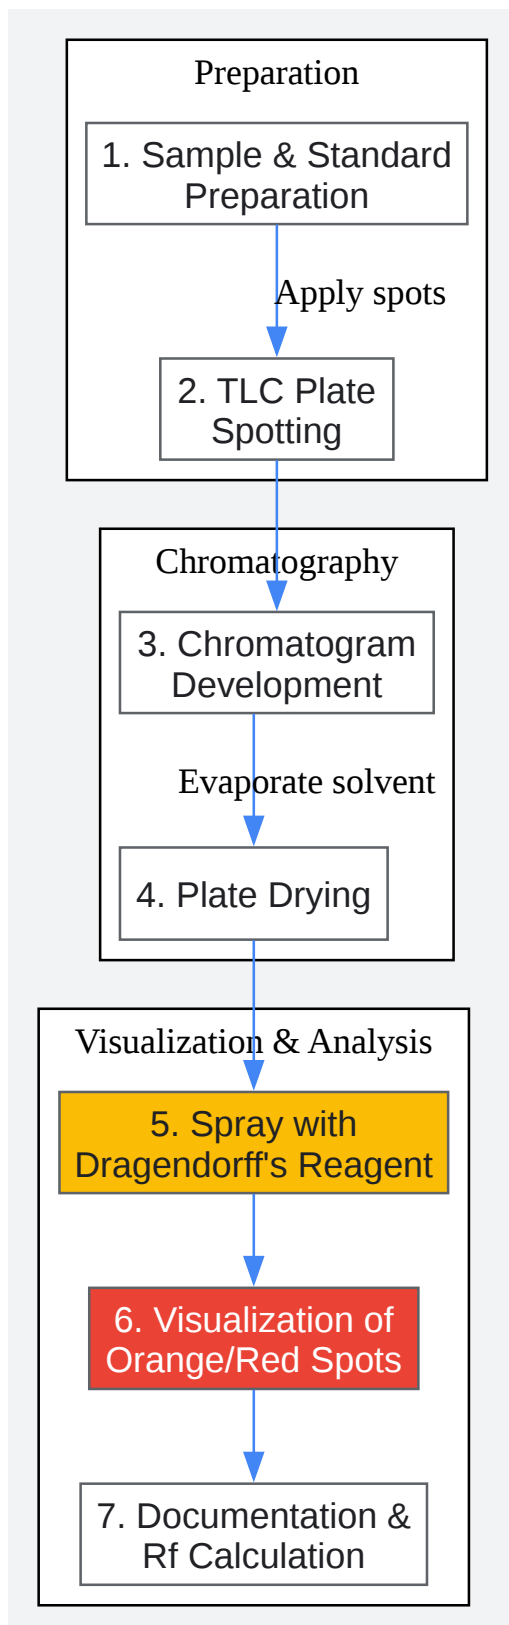 Preparation
1. Sample & Standard
Preparation
Apply spots
2. TLC Plate
Spotting
Chromatography
3. Chromatogram
Development
Evaporate solvent
4. Plate Drying
Visualization & Analysis
5. Spray with
Dragendorff's Reagent
6. Visualization of
Orange/Red Spots
7. Documentation &
Rf Calculation